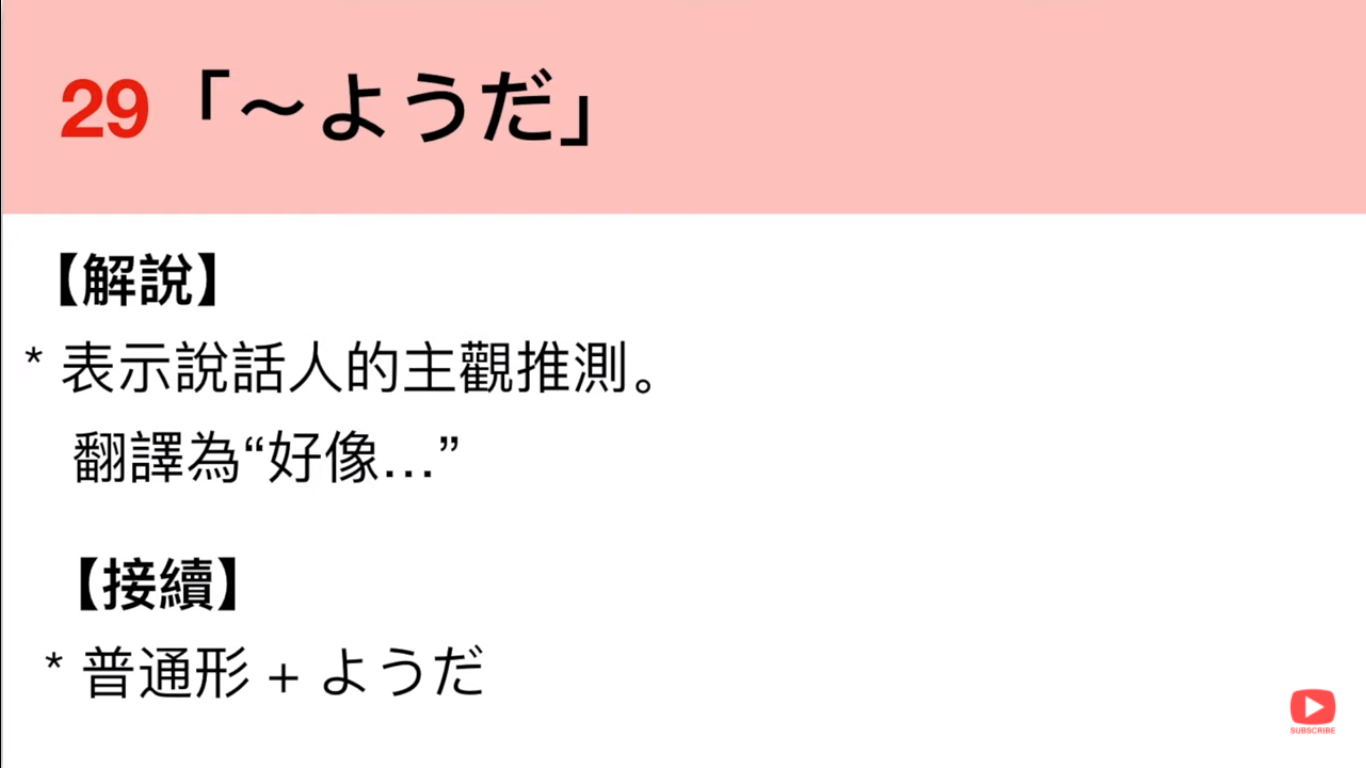 29「～ようだ」
【解說】
* 表示說話人的主觀推測。
翻譯為“好像…”
【接續】
* 普通形 + ようだ
SUBSCRIBE